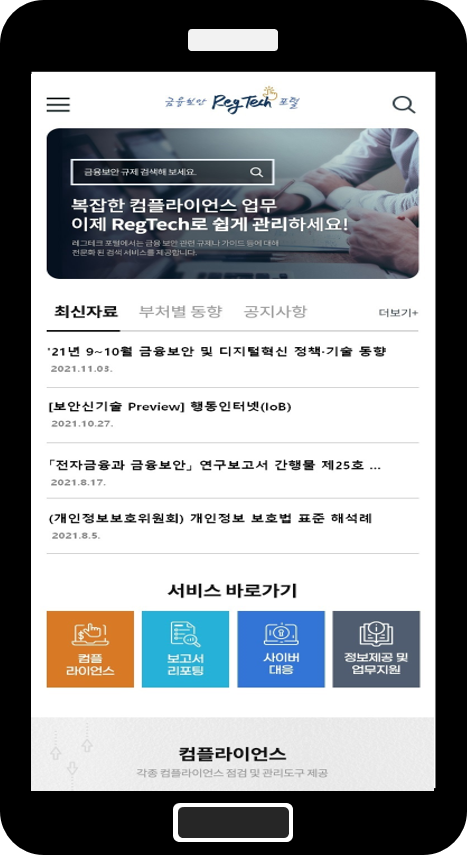 금융보안 RegTech 포털
금융보안 규제 검색해 보세요.
복잡한 컴플라이언스 업무
이제 RegTech로 쉽게 관리하세요!
레그테크 포털에서는 금융 보안 관련 규제나 가이드 등에 대해
전문화 된 검색 서비스를 제공합니다.
최신자료 부처별 동향 공지사항 더보기+
'21년 9~10월 금융보안 및 디지털혁신 정책·기술 동향
2021.11.03.
[보안신기술 Preview] 행동인터넷(IoB)
2021.10.27.
「전자금융과 금융보안」 연구보고서 간행물 제25호 ...
2021.8.17.
(개인정보보호위원회) 개인정보 보호법 표준 해석례
2021.8.5.
서비스 바로가기
컴플 보고서 사이버 정보제공 및
라이언스 리포팅 대응 업무지원
컴플라이언스
각종 컴플라이언스 점검 및 관리도구 제공